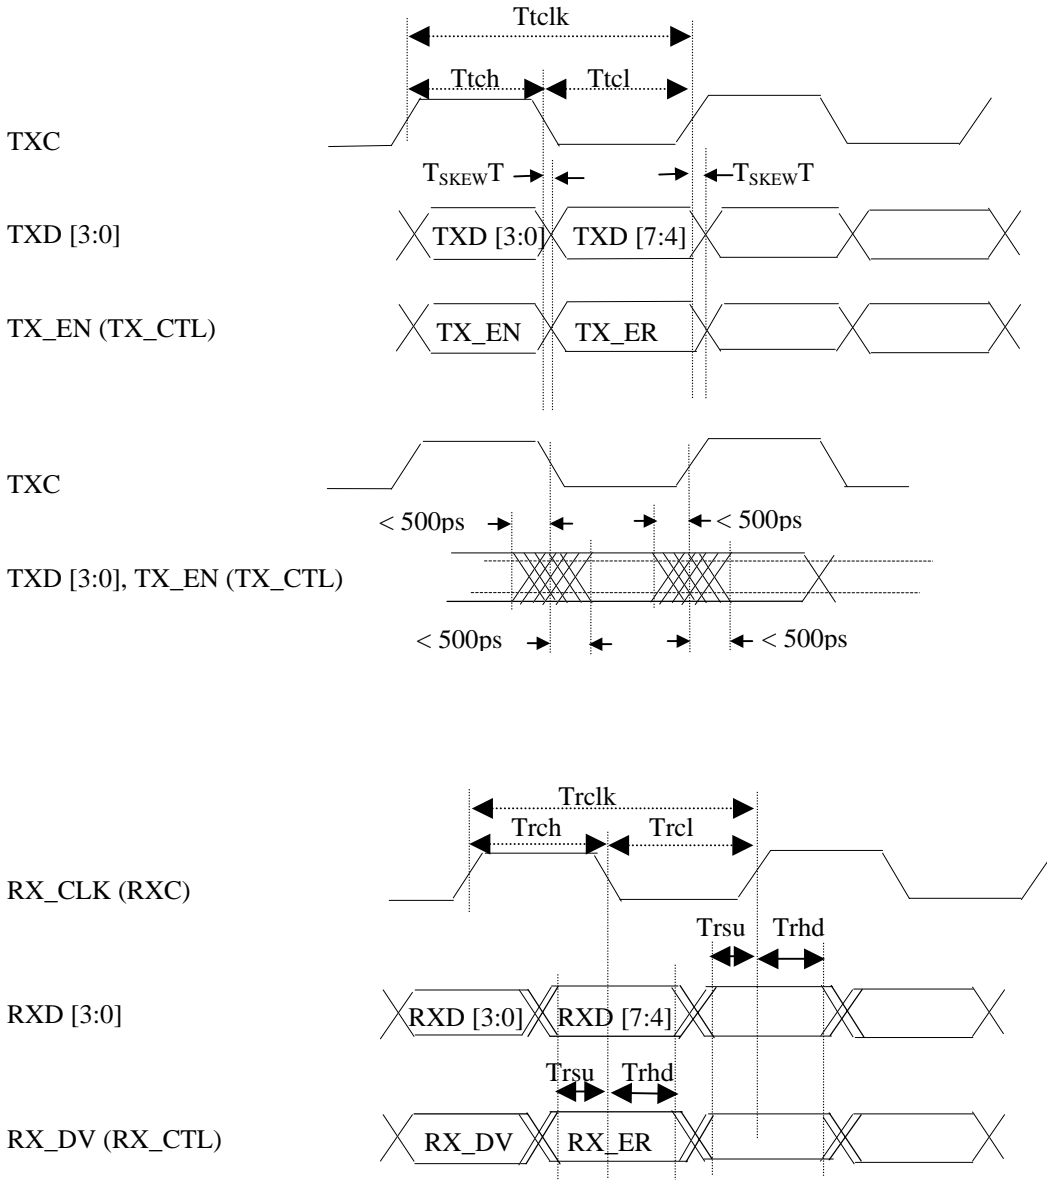 Ttclk
Ttch Ttcl
TXC
TSKEWT TSKEWT
TXD [3:0] TXD [3:0] TXD [7:4]
TX_EN (TX_CTL) TX_EN TX_ER
TXC
< 500ps < 500ps
TXD [3:0], TX_EN (TX_CTL)
< 500ps < 500ps
Trclk
Trch Trcl
RX_CLK (RXC)
Trsu Trhd
RXD [3:0] RXD [3:0] RXD [7:4]
Trsu Trhd
RX_DV (RX_CTL) RX_DV RX_ER